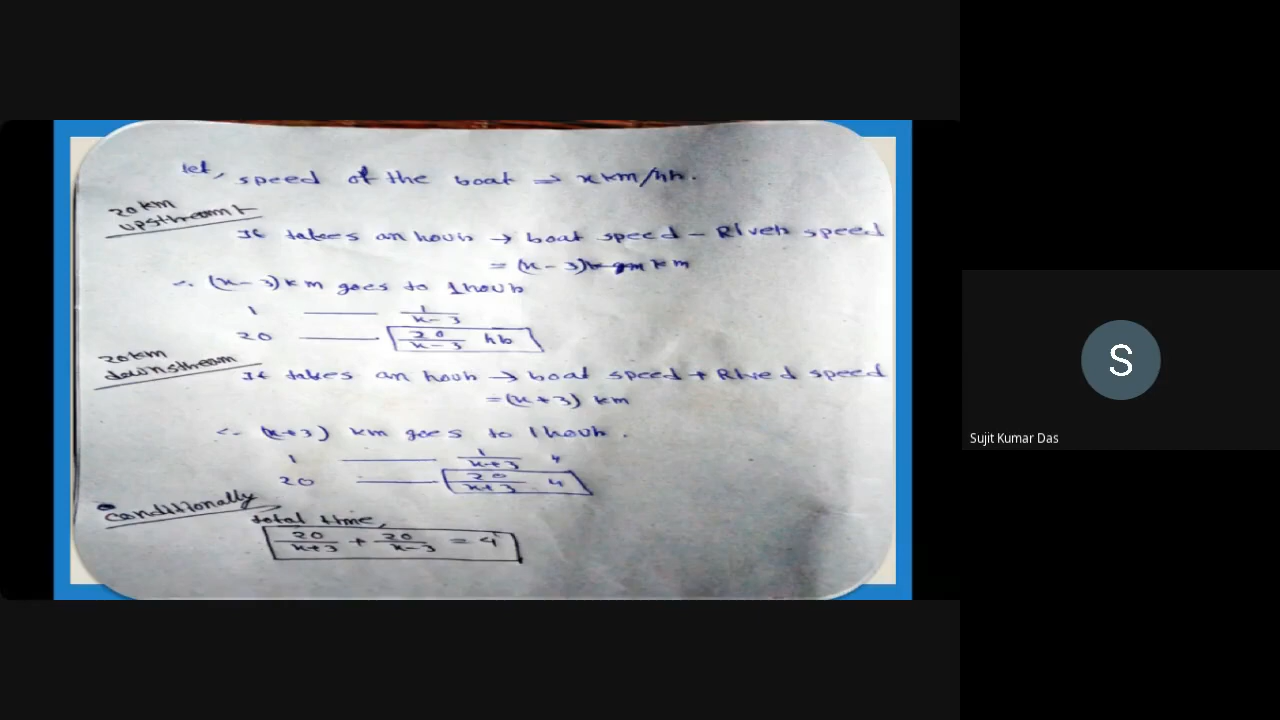 let, speed of the boat ⇒ x km/hr.
20 km
upstream
It takes an hour → boat speed - River speed
= (x-3) km
∴ (x-3) km goes to 1 hour
1 —— 1/(x-3)
20 —— 20/(x-3) hr
20 km
downstream
It takes an hour → boat speed + River speed
= (x+3) km
∴ (x+3) km goes to 1 hour.
1 —— 1/(x+3) 4
20 —— 20/(x+3) 4
conditionally
total time,
20/(x+3) + 20/(x-3) = 4
S
Sujit Kumar Das